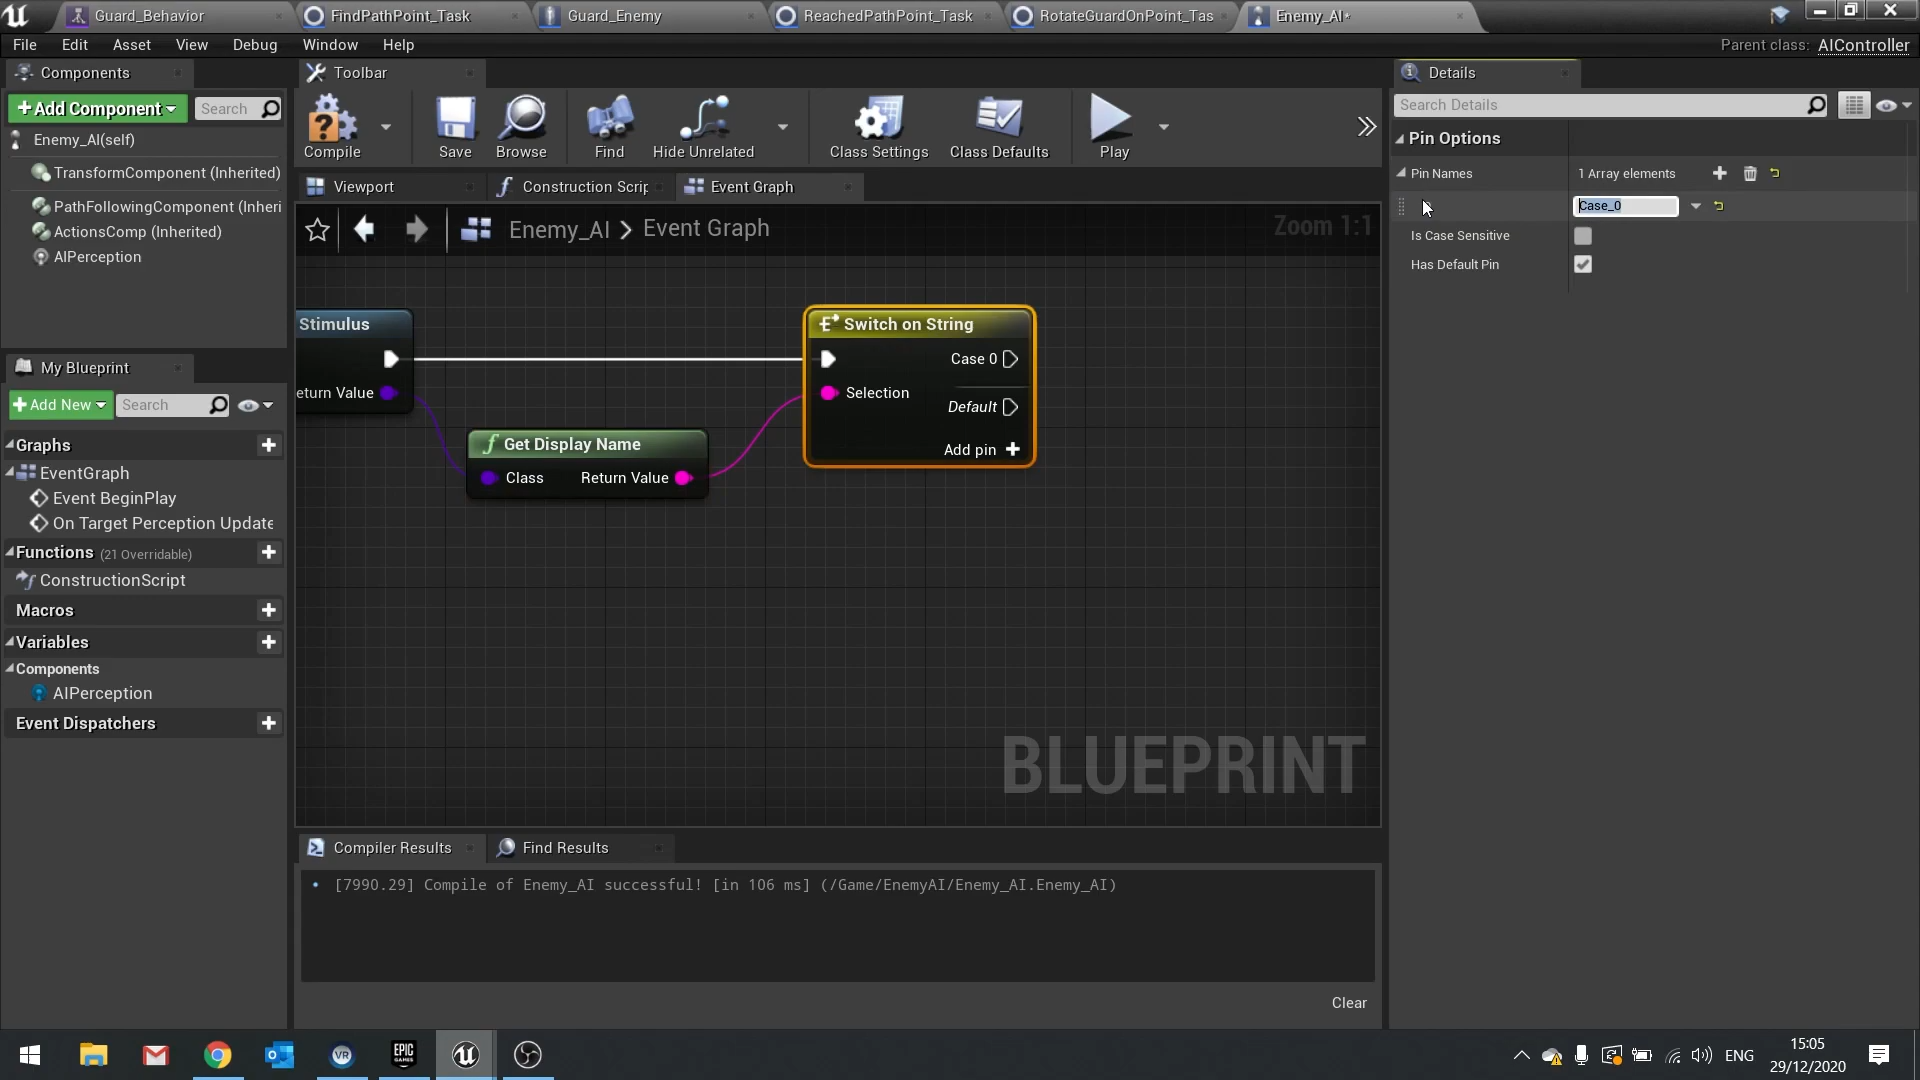 Guard_Behavior
FindPathPoint_Task
Guard_Enemy
ReachedPathPoint_Task
RotateGuardOnPoint_Tas
Enemy_AI*
File Edit Asset View Debug Window Help
Parent class: AIController
Components
Toolbar
Details
+Add Component
Search
Search Details
Compile
Save
Browse
Find
Hide Unrelated
Class Settings
Class Defaults
Play
Enemy_AI(self)
TransformComponent (Inherited)
PathFollowingComponent (Inheri
ActionsComp (Inherited)
AIPerception
Pin Options
Pin Names
1 Array elements
Case_0
Is Case Sensitive
Has Default Pin
Viewport
Construction Scrip
Event Graph
Enemy_AI > Event Graph
Zoom 1:1
Stimulus
eturn Value
Switch on String
Case 0
Selection
Default
Add pin
Get Display Name
Class
Return Value
BLUEPRINT
My Blueprint
+Add New
Search
Graphs
EventGraph
Event BeginPlay
On Target Perception Update
Functions (21 Overridable)
ConstructionScript
Macros
Variables
Components
AIPerception
Event Dispatchers
Compiler Results
Find Results
[7990.29] Compile of Enemy_AI successful! [in 106 ms] (/Game/EnemyAI/Enemy_AI.Enemy_AI)
Clear
VR
EPIC
GAMES
ENG
15:05
29/12/2020